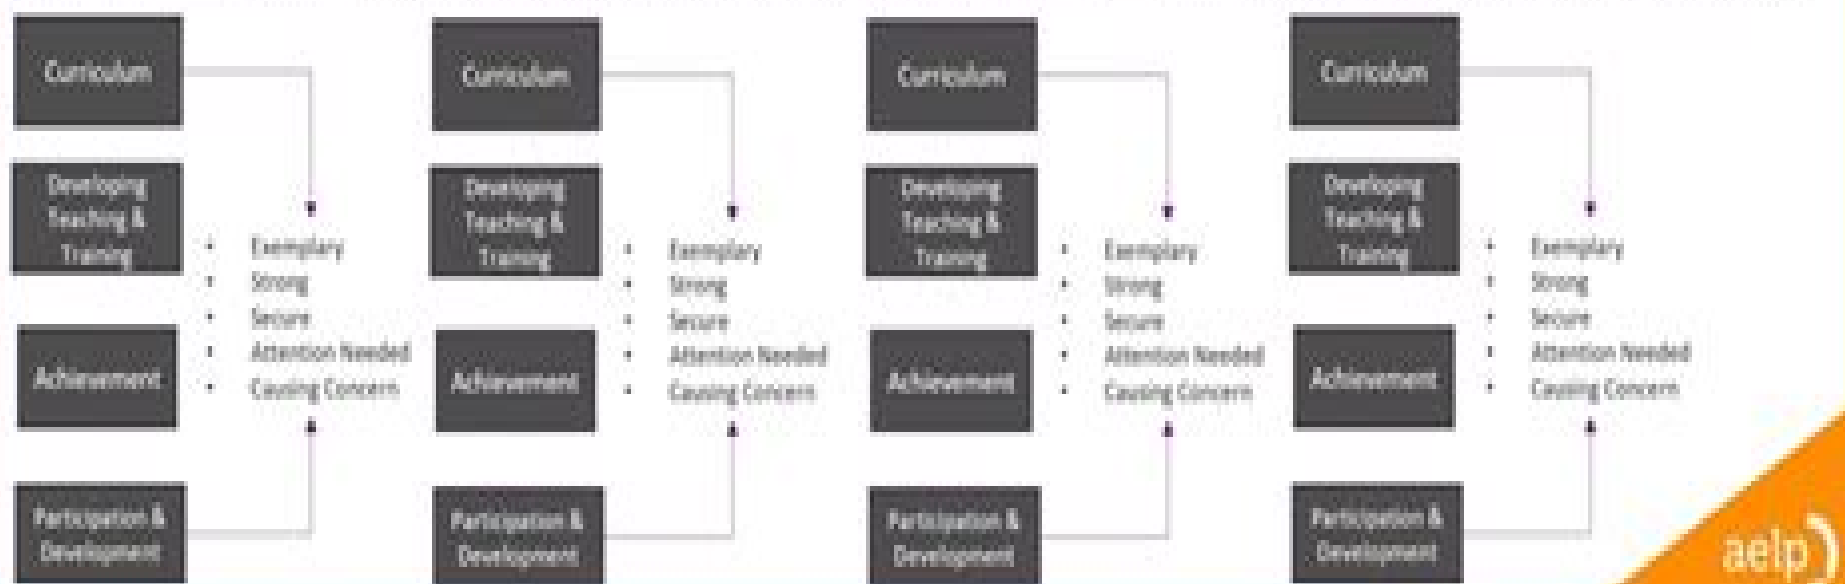 Curriculum
Developing
Teaching &
Training
Achievement
Participation &
Development
• Exemplary
• Strong
• Secure
• Attention Needed
• Causing Concern
Curriculum
Developing
Teaching &
Training
Achievement
Participation &
Development
• Exemplary
• Strong
• Secure
• Attention Needed
• Causing Concern
Curriculum
Developing
Teaching &
Training
Achievement
Participation &
Development
• Exemplary
• Strong
• Secure
• Attention Needed
• Causing Concern
Curriculum
Developing
Teaching &
Training
Achievement
Participation &
Development
• Exemplary
• Strong
• Secure
• Attention Needed
• Causing Concern
aelp